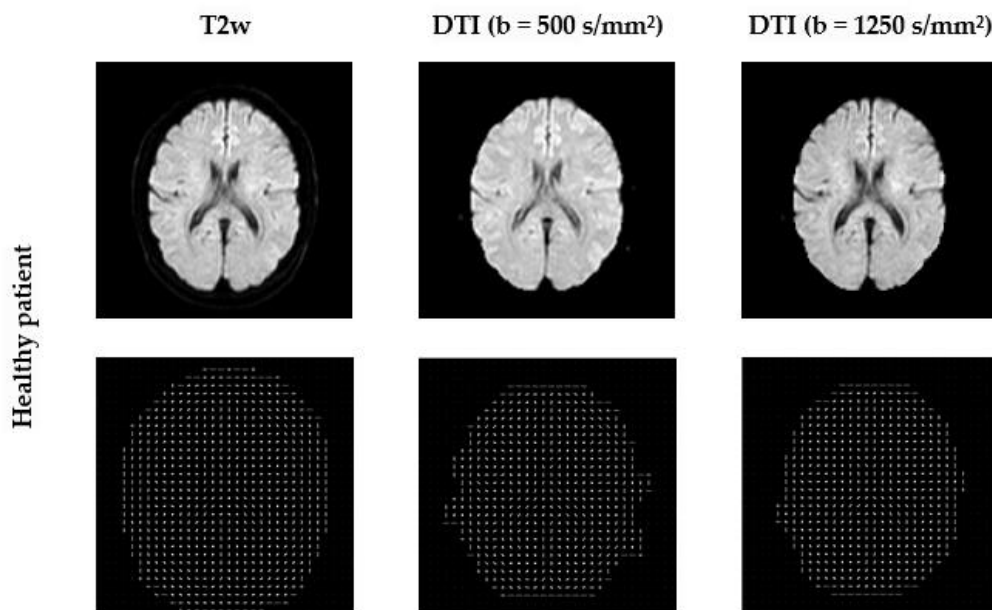 T2w
DTI (b = 500 s/mm²)
DTI (b = 1250 s/mm²)
Healthy patient